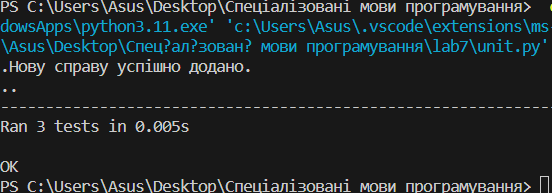 PS C:\Users\Asus\Desktop\Спеціалізовані мови програмування>
dowsApps\python3.11.exe' 'c:\Users\Asus\.vscode\extensions\ms-
\Asus\Desktop\Спец?ал?зован? мови програмування\lab7\unit.py'
.Нову справу успішно додано.
..
----------------------------------------------------------------------
Ran 3 tests in 0.005s
OK
PS C:\Users\Asus\Desktop\Спеціалізовані мови програмування>